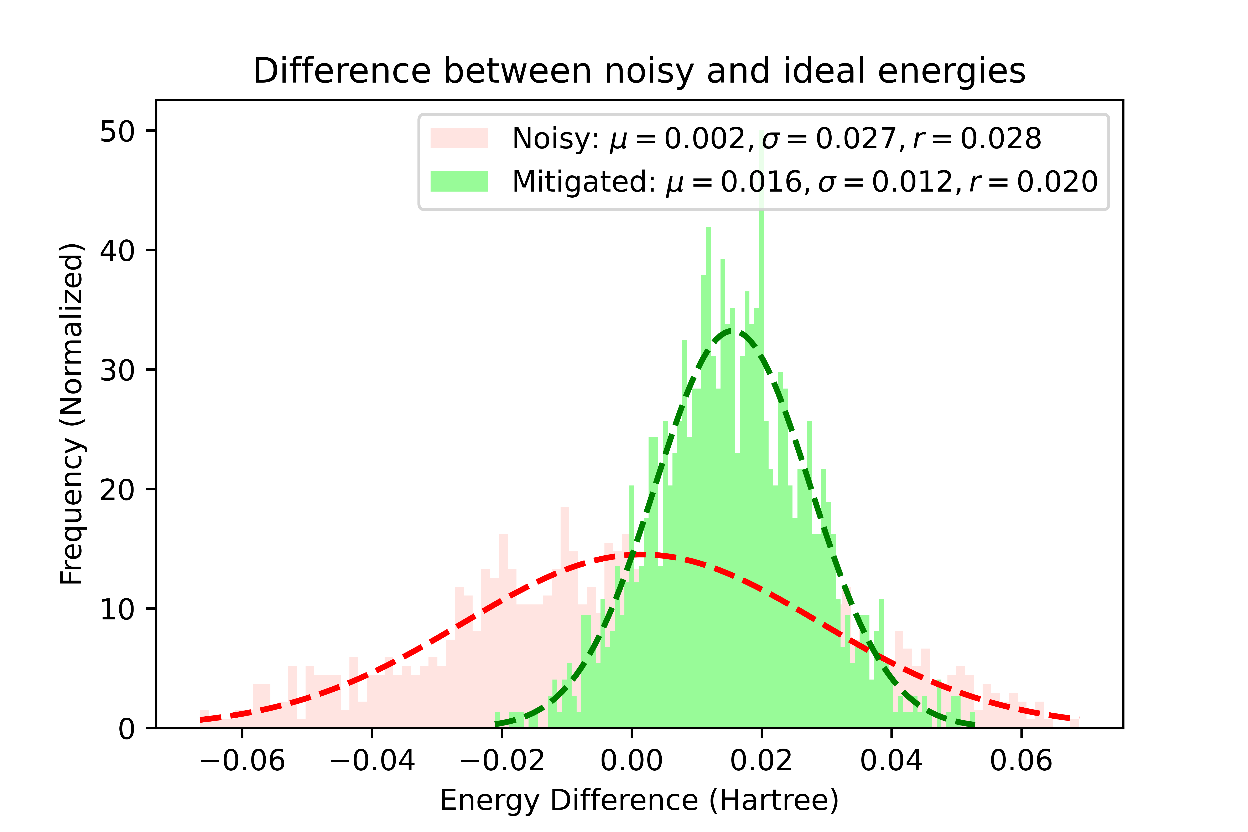 Difference between noisy and ideal energies
Noisy: μ = 0.002, σ = 0.027, r = 0.028
Mitigated: μ = 0.016, σ = 0.012, r = 0.020
Frequency (Normalized)
50
40
30
20
10
0
−0.06 −0.04 −0.02 0.00 0.02 0.04 0.06
Energy Difference (Hartree)